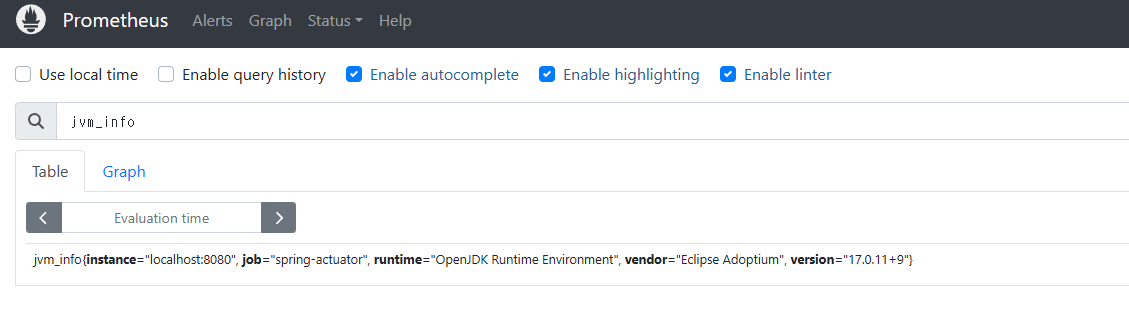 Prometheus Alerts Graph Status Help
Use local time Enable query history Enable autocomplete Enable highlighting Enable linter
jvm_info
Table Graph
Evaluation time
jvm_info{instance="localhost:8080", job="spring-actuator", runtime="OpenJDK Runtime Environment", vendor="Eclipse Adoptium", version="17.0.11+9"}